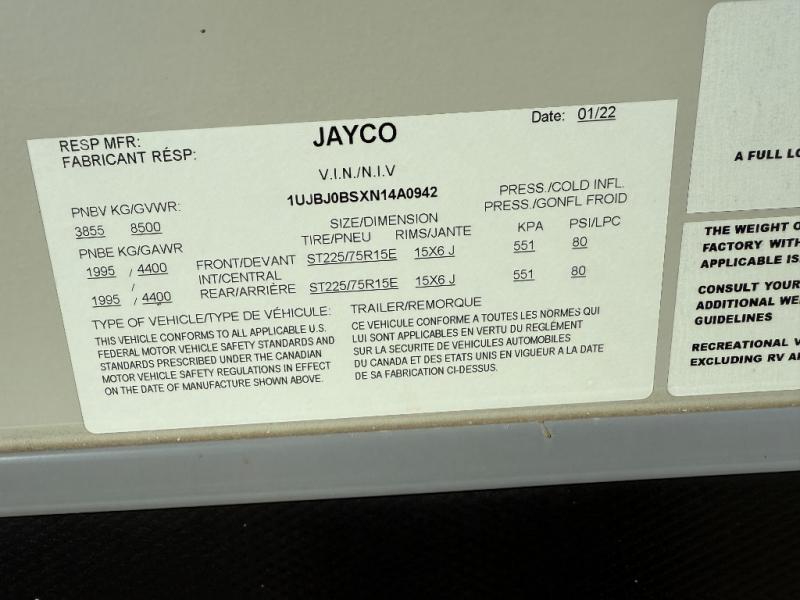 RESP MFR:
FABRICANT RÉSP:
JAYCO
Date: 01/22
V.I.N./N.I.V
1UJBJ0BSXN14A0942
PNBV KG/GVWR:
3855 8500
PNBE KG/GAWR
1995 / 4400
/
1995 / 4400
SIZE/DIMENSION
TIRE/PNEU RIMS/JANTE
PRESS./COLD INFL.
PRESS./GONFL FROID
KPA PSI/LPC
FRONT/DEVANT ST225/75R15E 15X6 J 551 80
INT/CENTRAL
REAR/ARRIÈRE ST225/75R15E 15X6 J 551 80
TYPE OF VEHICLE/TYPE DE VÉHICULE: TRAILER/REMORQUE
THIS VEHICLE CONFORMS TO ALL APPLICABLE U.S.
FEDERAL MOTOR VEHICLE SAFETY STANDARDS AND
STANDARDS PRESCRIBED UNDER THE CANADIAN
MOTOR VEHICLE SAFETY REGULATIONS IN EFFECT
ON THE DATE OF MANUFACTURE SHOWN ABOVE.
CE VEHICULE CONFORME A TOUTES LES NORMES QUI
LUI SONT APPLICABLES EN VERTU DU REGLÉMENT
SUR LA SECURITE DE VEHICULES AUTOMOBILES
DU CANADA ET DES ETATS UNIS EN VIGUEUR A LA DATE
DE SA FABRICATION CI-DESSUS.
A FULL LO
THE WEIGHT O
FACTORY WITH
APPLICABLE IS
CONSULT YOUR
ADDITIONAL WE
GUIDELINES
RECREATIONAL V
EXCLUDING RV A